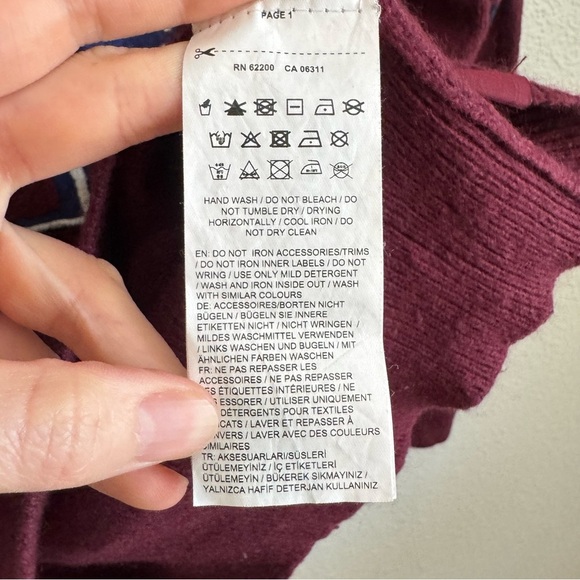 PAGE 1
RN 62200 CA 06311
HAND WASH / DO NOT BLEACH / DO
NOT TUMBLE DRY / DRYING
HORIZONTALLY / COOL IRON / DO
NOT DRY CLEAN
EN: DO NOT IRON ACCESSORIES/TRIMS
/ DO NOT IRON INNER LABELS / DO NOT
WRING / USE ONLY MILD DETERGENT
/ WASH AND IRON INSIDE OUT / WASH
WITH SIMILAR COLOURS
DE: ACCESSOIRES/BORTEN NICHT
BÜGELN / BÜGELN SIE INNERE
ETIKETTEN NICHT / NICHT WRINGEN /
MILDES WASCHMITTEL VERWENDEN
/ LINKS WASCHEN UND BUGELN / MIT
ÄHNLICHEN FARBEN WASCHEN
FR: NE PAS REPASSER LES
ACCESSOIRES / NE PAS REPASSER
ÉTIQUETTES INTÉRIEURES / NE
ESSORER / UTILISER UNIQUEMENT
DÉTERGENTS POUR TEXTILES
/ LAVER ET REPASSER À
/ LAVER AVEC DES COULEURS
TR: AKSESUARLARI/SÜSLERİ
ÜTÜLEMEYİNİZ / İÇ ETİKETLERİ
ÜTÜLEMEYİN / BÜKEREK SIKMAYINIZ /
YALNIZCA HAFİF DETERJAN KULLANINIZ